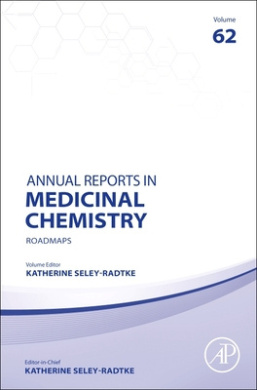 Volume
62
ANNUAL REPORTS IN
MEDICINAL
CHEMISTRY
ROADMAPS
Volume Editor
KATHERINE SELEY-RADTKE
Editor-in-Chief
KATHERINE SELEY-RADTKE
AP